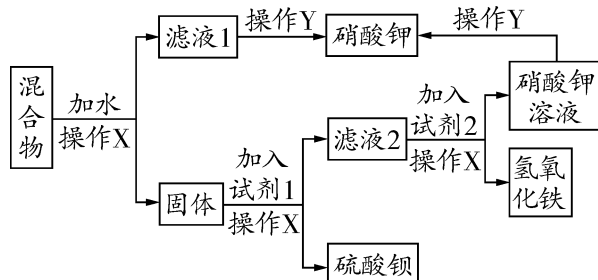 混合物
加水
操作X
滤液1
操作Y
硝酸钾
操作Y
固体
加入
试剂1
操作X
滤液2
加入
试剂2
操作X
硝酸钾
溶液
氢氧
化铁
硫酸钡